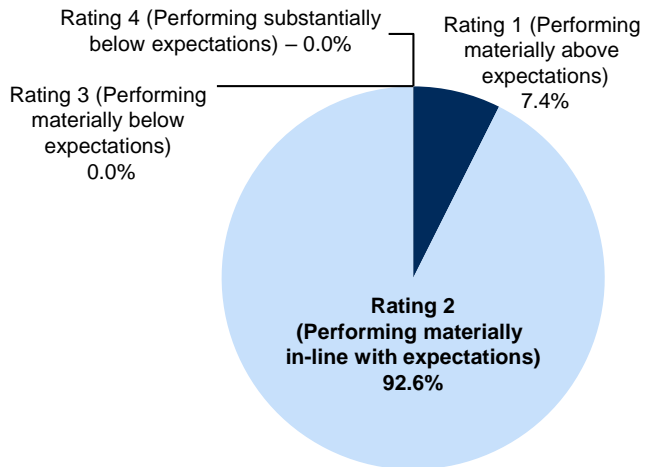 Rating 4 (Performing substantially
below expectations) – 0.0%
Rating 1 (Performing
materially above
expectations)
7.4%
Rating 3 (Performing
materially below
expectations)
0.0%
Rating 2
(Performing materially
in-line with expectations)
92.6%